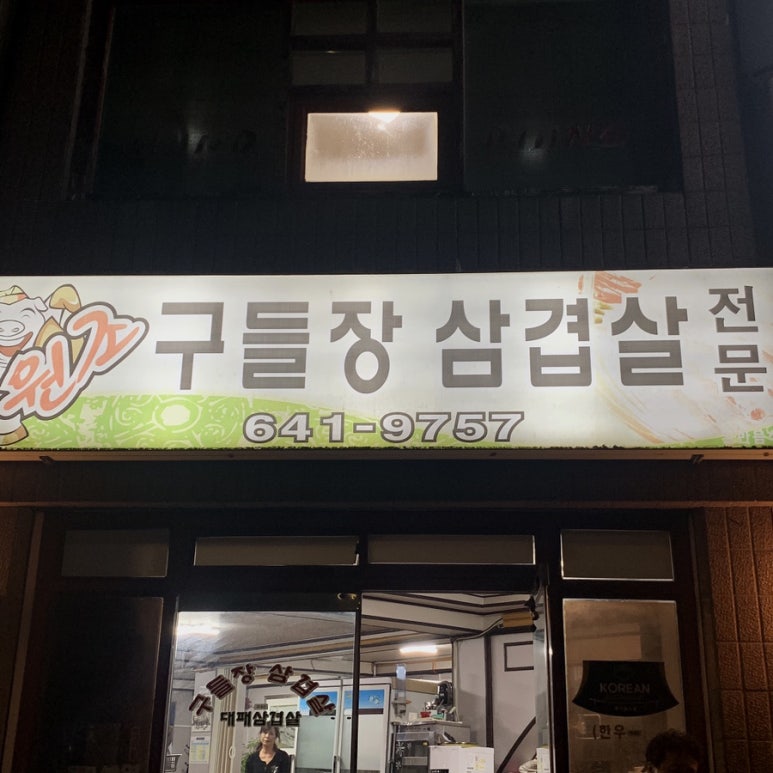 원조
구들장 삼겹살
전문
641-9757
구들장 삼겹살
대패삼겹살
KOREAN
(한우